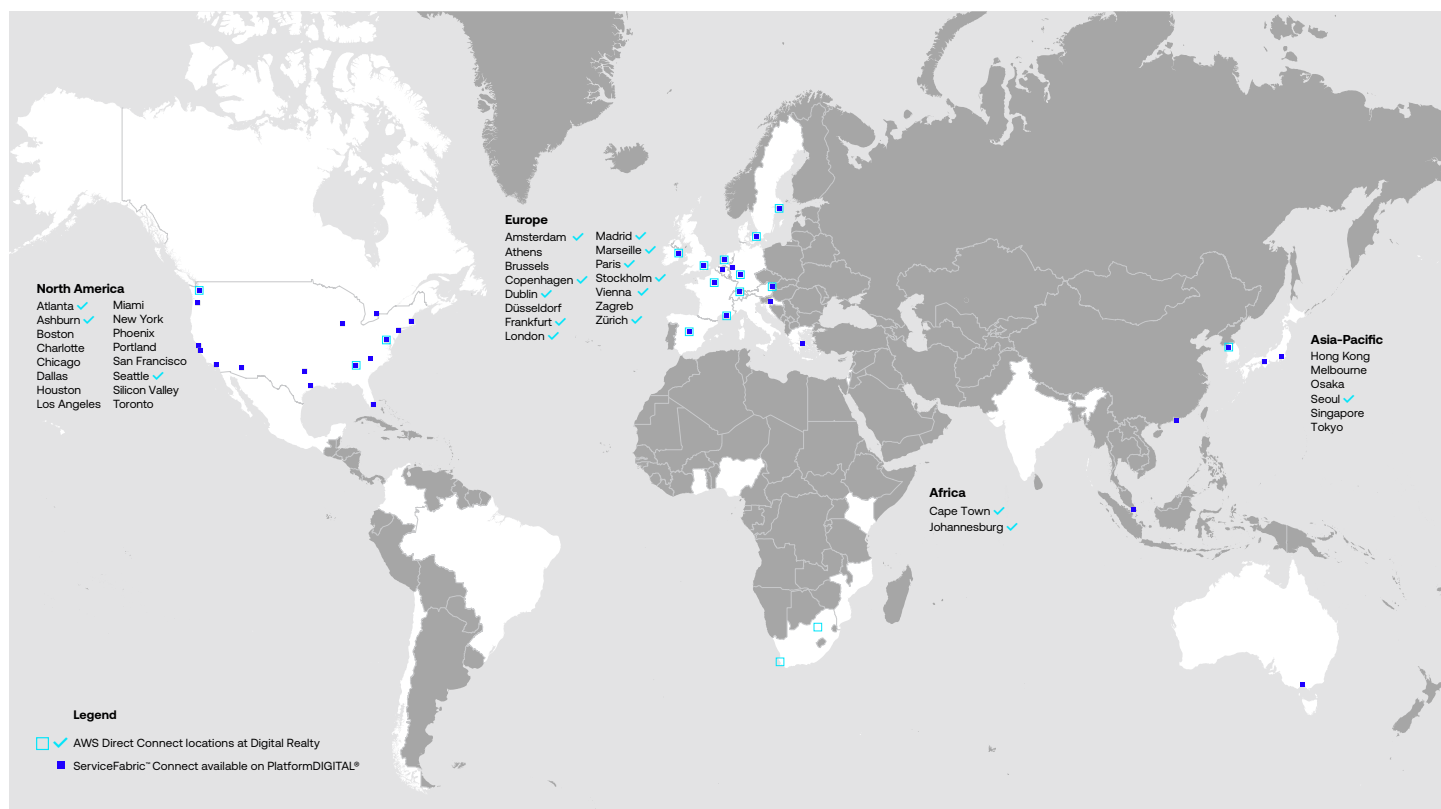 North America
Atlanta
Ashburn
Boston
Charlotte
Chicago
Dallas
Houston
Los Angeles
Miami
New York
Phoenix
Portland
San Francisco
Seattle
Silicon Valley
Toronto
Europe
Amsterdam
Athens
Brussels
Copenhagen
Dublin
Düsseldorf
Frankfurt
London
Madrid
Marseille
Paris
Stockholm
Vienna
Zagreb
Zürich
Africa
Cape Town
Johannesburg
Asia-Pacific
Hong Kong
Melbourne
Osaka
Seoul
Singapore
Tokyo
Legend
AWS Direct Connect locations at Digital Realty
ServiceFabric™ Connect available on PlatformDIGITAL®